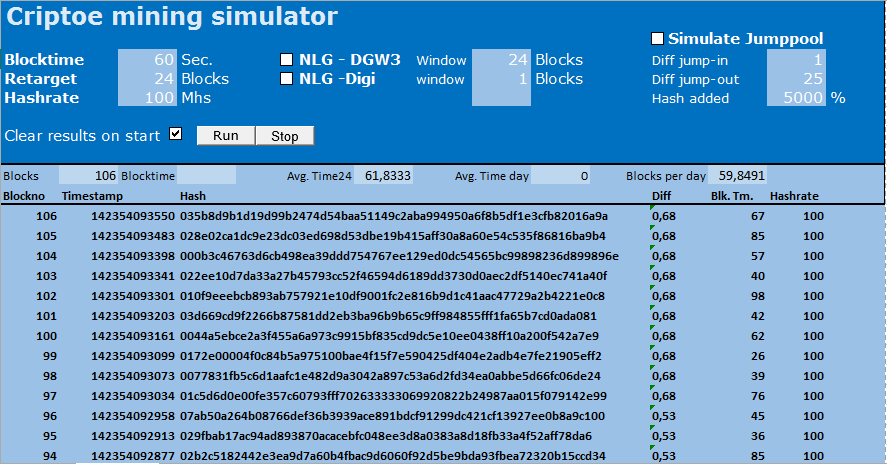 Criptoe mining simulator
Simulate Jumppool
Blocktime 60 Sec. NLG - DGW3 Window 24 Blocks Diff jump-in 1
Retarget 24 Blocks NLG -Digi window 1 Blocks Diff jump-out 25
Hashrate 100 Mhs Hash added 5000 %
Clear results on start Run Stop
Blocks 106 Blocktime Avg. Time24 61,8333 Avg. Time day 0 Blocks per day 59,8491
Blockno Timestamp Hash Diff Blk. Tm. Hashrate
106 142354093550 035b8d9b1d19d99b2474d54baa51149c2aba994950a6f8b5df1e3cfb82016a9a 0,68 67 100
105 142354093483 028e02ca1dc9e23dc03ed698d53dbe19b415aff30a8a60e54c535f86816ba9b4 0,68 85 100
104 142354093398 000b3c46763d6cb498ea39ddd754767ee129ed0dc54565bc99898236d899896e 0,68 57 100
103 142354093341 022ee10d7da33a27b45793cc52f46594d6189dd3730d0aec2df5140ec741a40f 0,68 40 100
102 142354093301 010f9eeebcb893ab757921e10df9001fc2e816b9d1c41aac47729a2b4221e0c8 0,68 98 100
101 142354093203 03d669cd9f2266b87581dd2eb3ba96b9b65c9ff984855fff1fa65b7cd0ada081 0,68 42 100
100 142354093161 0044a5ebce2a3f455a6a973c9915bf835cd9dc5e10ee0438ff10a200f542a7e9 0,68 62 100
99 142354093099 0172e00004f0c84b5a975100bae4f15f7e590425df404e2adb4e7fe21905eff2 0,68 26 100
98 142354093073 0077831fb5c6d1aafc1e482d9a3042a897c53a6d2fd34ea0abbe5d66fc06de24 0,68 39 100
97 142354093034 01c5d6d0e00fe357c60793fff702633333069920822b24987aa015f079142e99 0,68 76 100
96 142354092958 07ab50a264b08766def36b3939ace891bdcf91299dc421cf13927ee0b8a9c100 0,53 45 100
95 142354092,913 029fbab17ac94ad893870acacebfc048ee3d8a0383a8d18fb33a4f52aff78da6 0,53 36 100
94 142354092877 02b2c5182442e3ea9d7a60b4fbac9d6060f92d5be9bda93fbea72320b15ccd34 0,53 85 100